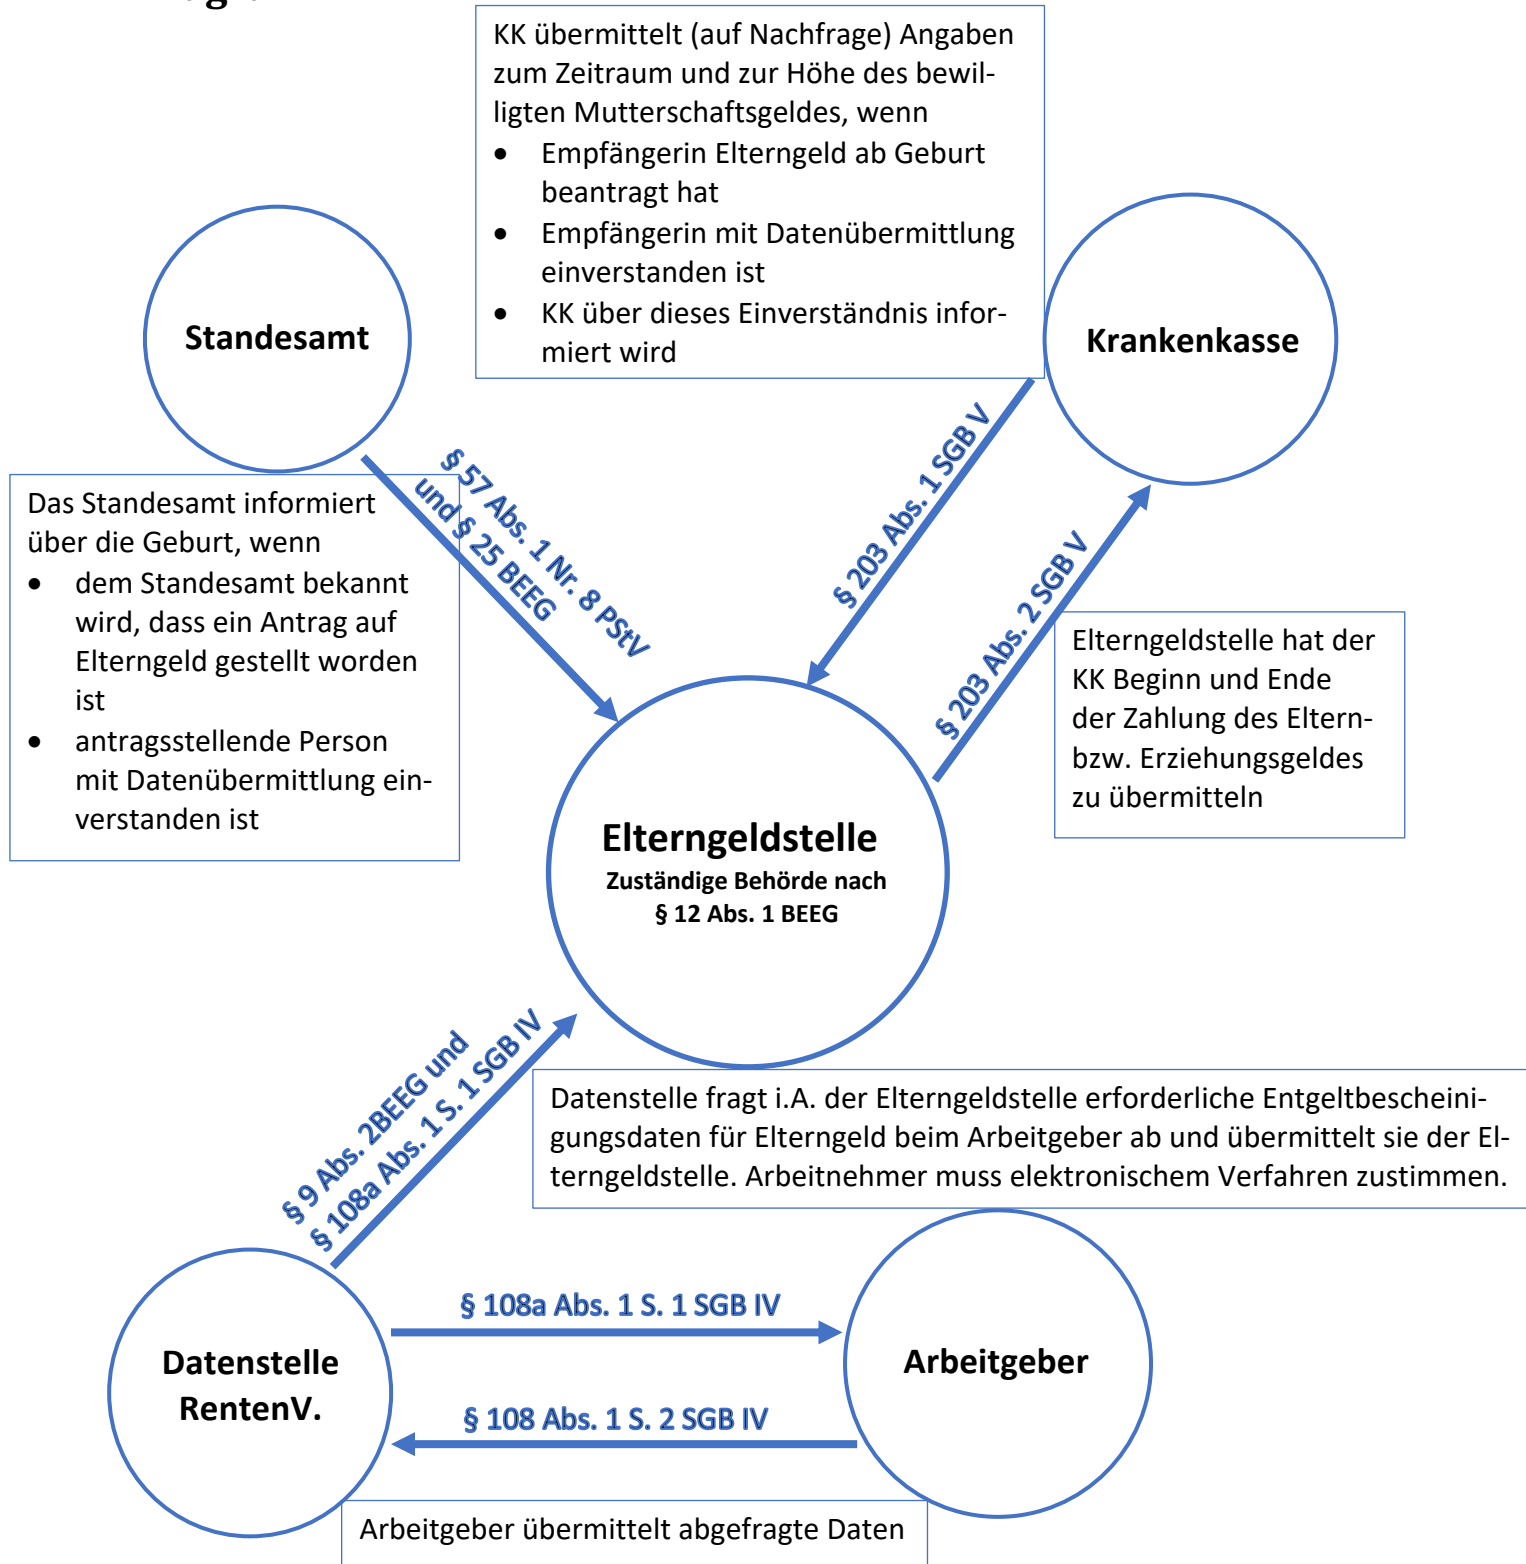 KK übermittelt (auf Nachfrage) Angaben
zum Zeitraum und zur Höhe des bewil-
ligten Mutterschaftsgeldes, wenn
• Empfängerin Elterngeld ab Geburt
beantragt hat
• Empfängerin mit Datenübermittlung
einverstanden ist
• KK über dieses Einverständnis infor-
miert wird
Standesamt
Krankenkasse
§ 57 Abs. 1 Nr. 8 PStV
und § 25 BEEG
§ 203 Abs. 1 SGB V
§ 203 Abs. 2 SGB V
Das Standesamt informiert
über die Geburt, wenn
• dem Standesamt bekannt
wird, dass ein Antrag auf
Elterngeld gestellt worden
ist
• antragsstellende Person
mit Datenübermittlung ein-
verstanden ist
Elterngeldstelle hat der
KK Beginn und Ende
der Zahlung des Eltern-
bzw. Erziehungsgeldes
zu übermitteln
Elterngeldstelle
Zuständige Behörde nach
§ 12 Abs. 1 BEEG
§ 9 Abs. 2BEEG und
§ 108a Abs. 1 S. 1 SGB IV
Datenstelle fragt i.A. der Elterngeldstelle erforderliche Entgeltbescheini-
gungsdaten für Elterngeld beim Arbeitgeber ab und übermittelt sie der El-
terngeldstelle. Arbeitnehmer muss elektronischem Verfahren zustimmen.
§ 108a Abs. 1 S. 1 SGB IV
Datenstelle
RentenV.
Arbeitgeber
§ 108 Abs. 1 S. 2 SGB IV
Arbeitgeber übermittelt abgefragte Daten